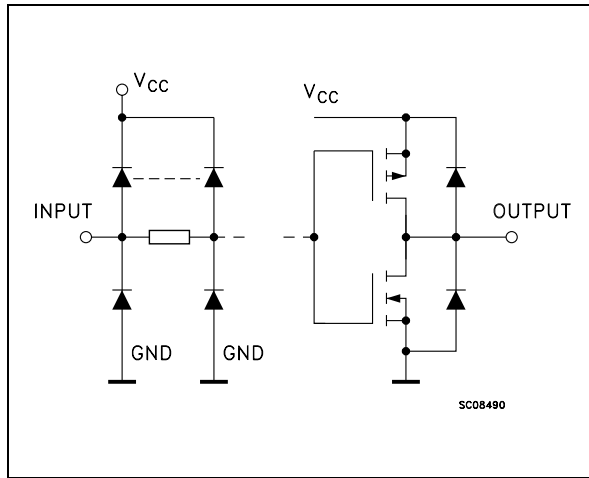 VCC
VCC
INPUT
OUTPUT
GND
GND
SC08490